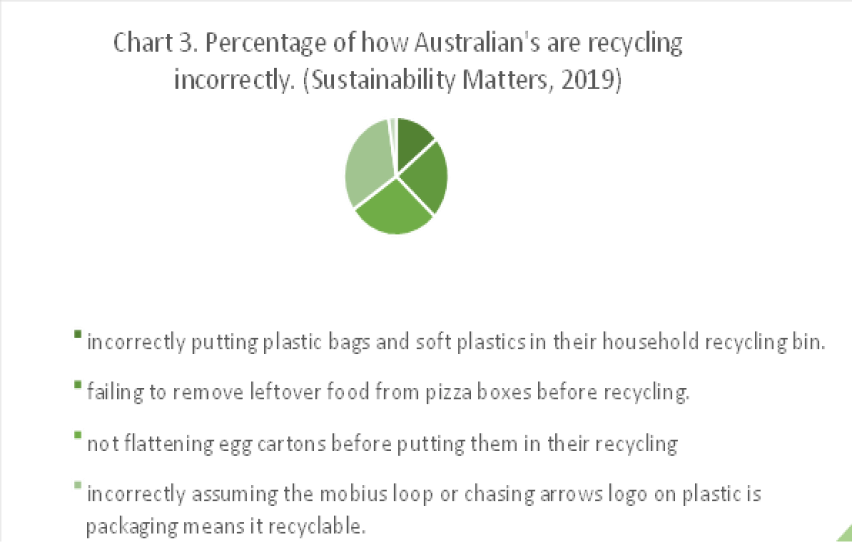 Chart 3. Percentage of how Australian's are recycling
incorrectly. (Sustainability Matters, 2019)
incorrectly putting plastic bags and soft plastics in their household recycling bin.
failing to remove leftover food from pizza boxes before recycling.
not flattening egg cartons before putting them in their recycling
incorrectly assuming the mobius loop or chasing arrows logo on plastic is
packaging means it recyclable.